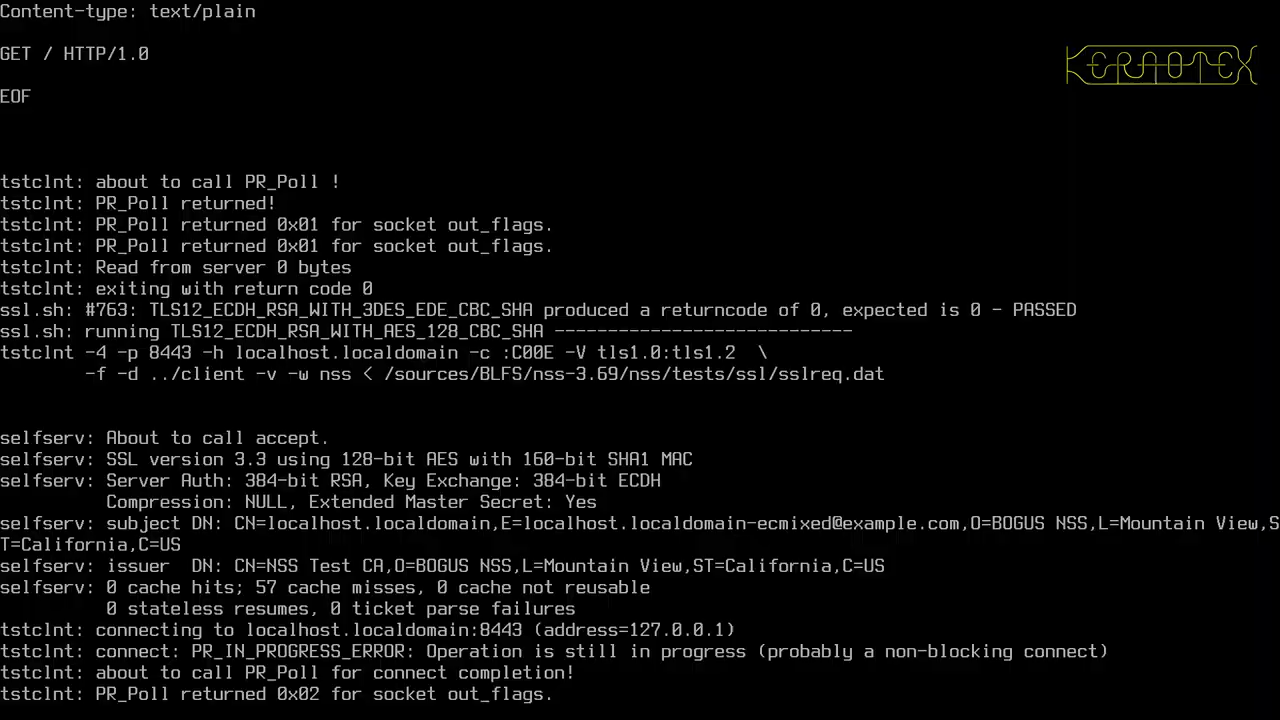 Content-type: text/plain
GET / HTTP/1.0
KERNOTEX
EOF
tstclnt: about to call PR_Poll !
tstclnt: PR_Poll returned!
tstclnt: PR_Poll returned 0x01 for socket out_flags.
tstclnt: PR_Poll returned 0x01 for socket out_flags.
tstclnt: Read from server 0 bytes
tstclnt: exiting with return code 0
ssl.sh: #763: TLS12_ECDH_RSA_WITH_3DES_EDE_CBC_SHA produced a returncode of 0, expected is 0 - PASSED
ssl.sh: running TLS12_ECDH_RSA_WITH_AES_128_CBC_SHA ----------------------------
tstclnt -4 -p 8443 -h localhost.localdomain -c :C00E -V tls1.0:tls1.2  \
        -f -d ../client -v -w nss < /sources/BLFS/nss-3.69/nss/tests/ssl/sslreq.dat
selfserv: About to call accept.
selfserv: SSL version 3.3 using 128-bit AES with 160-bit SHA1 MAC
selfserv: Server Auth: 384-bit RSA, Key Exchange: 384-bit ECDH
          Compression: NULL, Extended Master Secret: Yes
selfserv: subject DN: CN=localhost.localdomain,E=localhost.localdomain-ecmixed@example.com,O=BOGUS NSS,L=Mountain View,S
T=California,C=US
selfserv: issuer  DN: CN=NSS Test CA,O=BOGUS NSS,L=Mountain View,ST=California,C=US
selfserv: 0 cache hits; 57 cache misses, 0 cache not reusable
          0 stateless resumes, 0 ticket parse failures
tstclnt: connecting to localhost.localdomain:8443 (address=127.0.0.1)
tstclnt: connect: PR_IN_PROGRESS_ERROR: Operation is still in progress (probably a non-blocking connect)
tstclnt: about to call PR_Poll for connect completion!
tstclnt: PR_Poll returned 0x02 for socket out_flags.